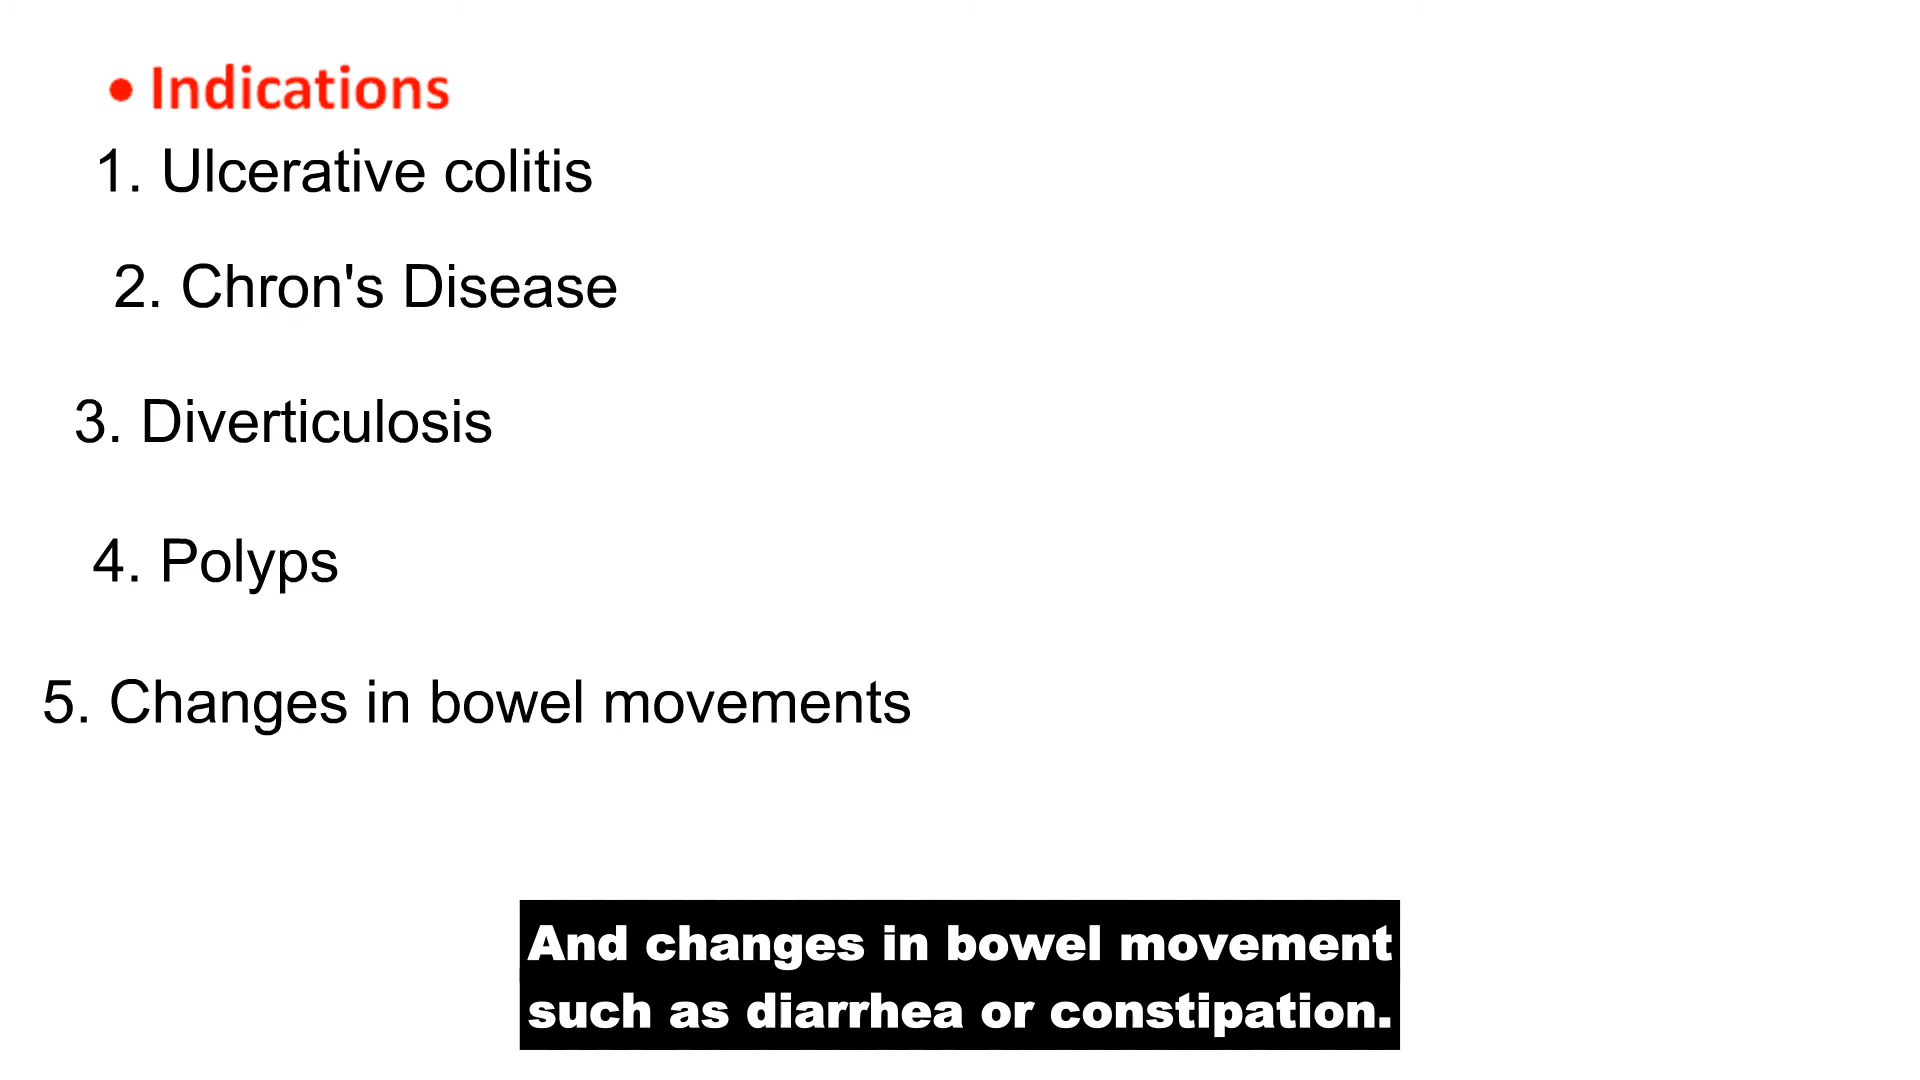 • Indications
1. Ulcerative colitis
2. Chron's Disease
3. Diverticulosis
4. Polyps
5. Changes in bowel movements
And changes in bowel movement
such as diarrhea or constipation.